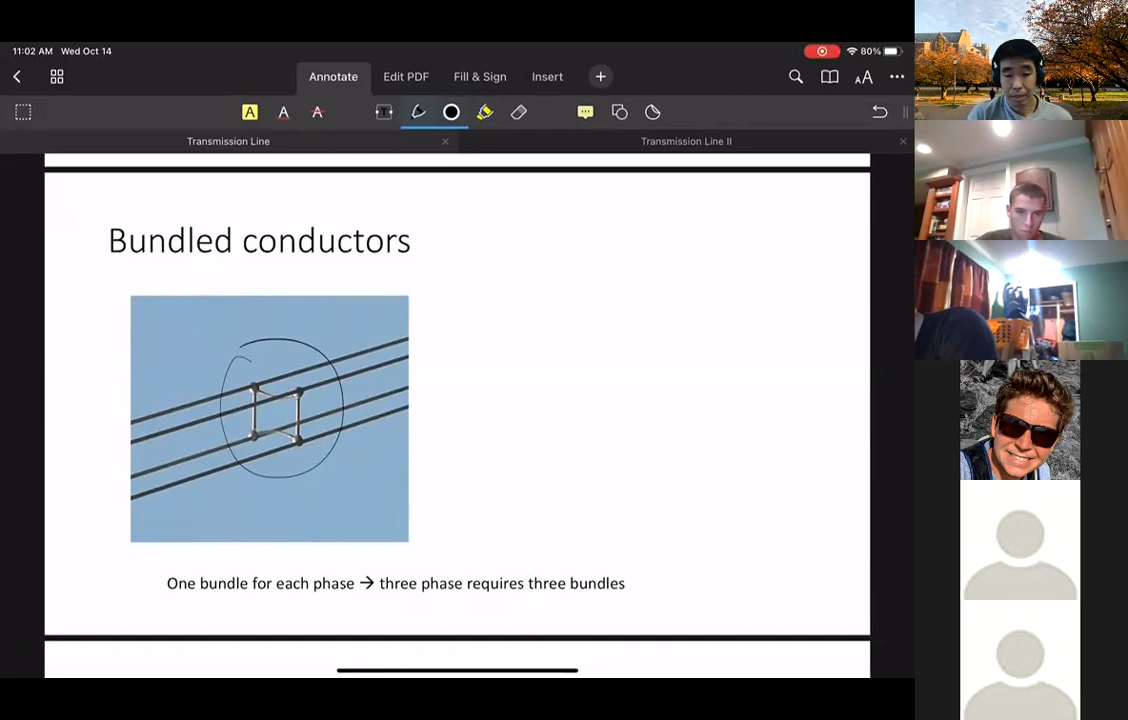 11:02 AM Wed Oct 14
80%
Annotate Edit PDF Fill & Sign Insert
A A A T AA
Transmission Line Transmission Line II
Bundled conductors
One bundle for each phase → three phase requires three bundles